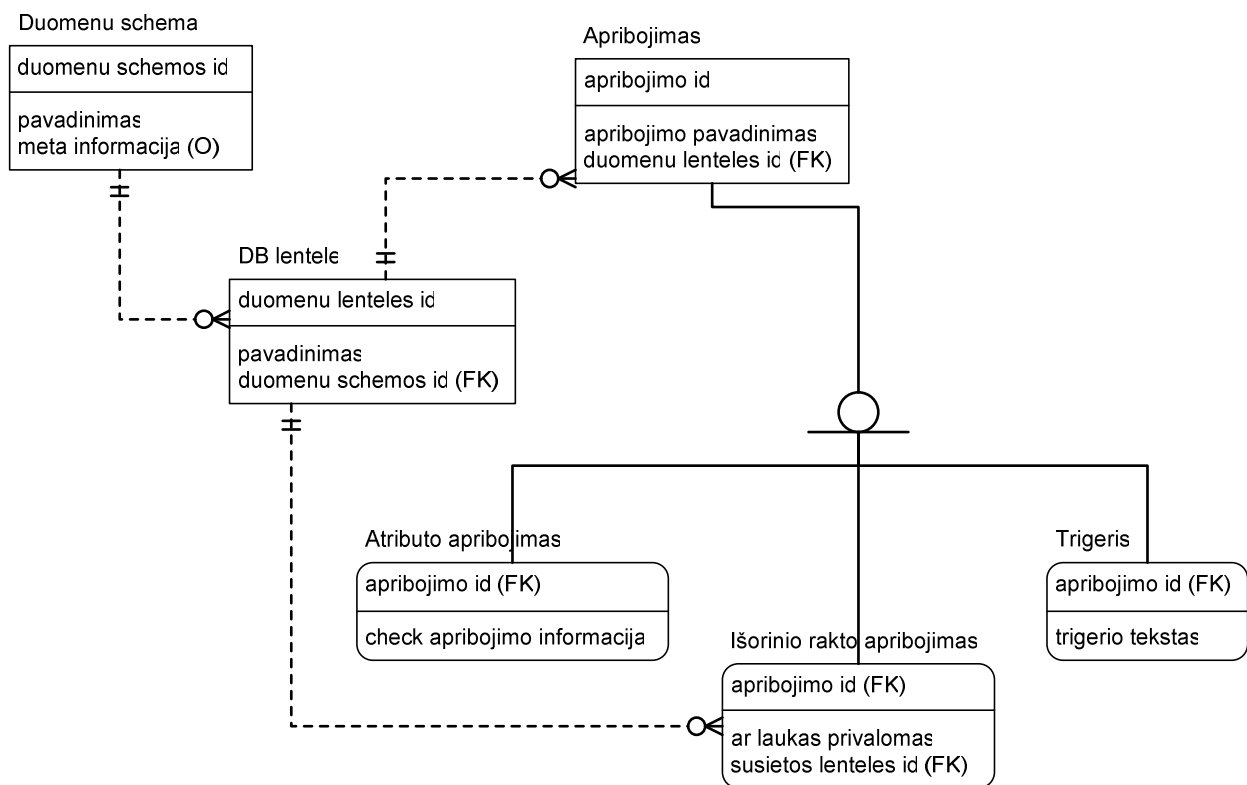 Duomenu schema
duomenu schemos id
pavadinimas
meta informacija (O)
Apribojimas
apribojimo id
apribojimo pavadinimas
duomenu lenteles id (FK)
DB lentele
duomenu lenteles id
pavadinimas
duomenu schemos id (FK)
Atributo apribojimas
apribojimo id (FK)
check apribojimo informacija
Išorinio rakto apribojimas
apribojimo id (FK)
ar laukas privalomas
susietos lenteles id (FK)
Trigeris
apribojimo id (FK)
trigerio tekstas